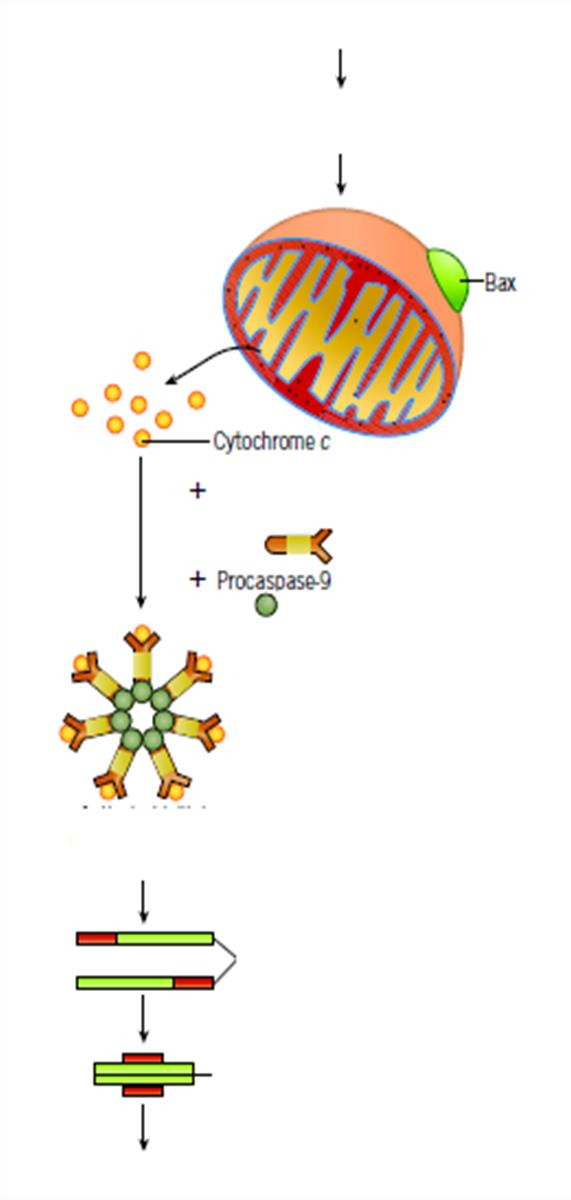 Bax
Cytochrome c
+
+ Procaspase-9